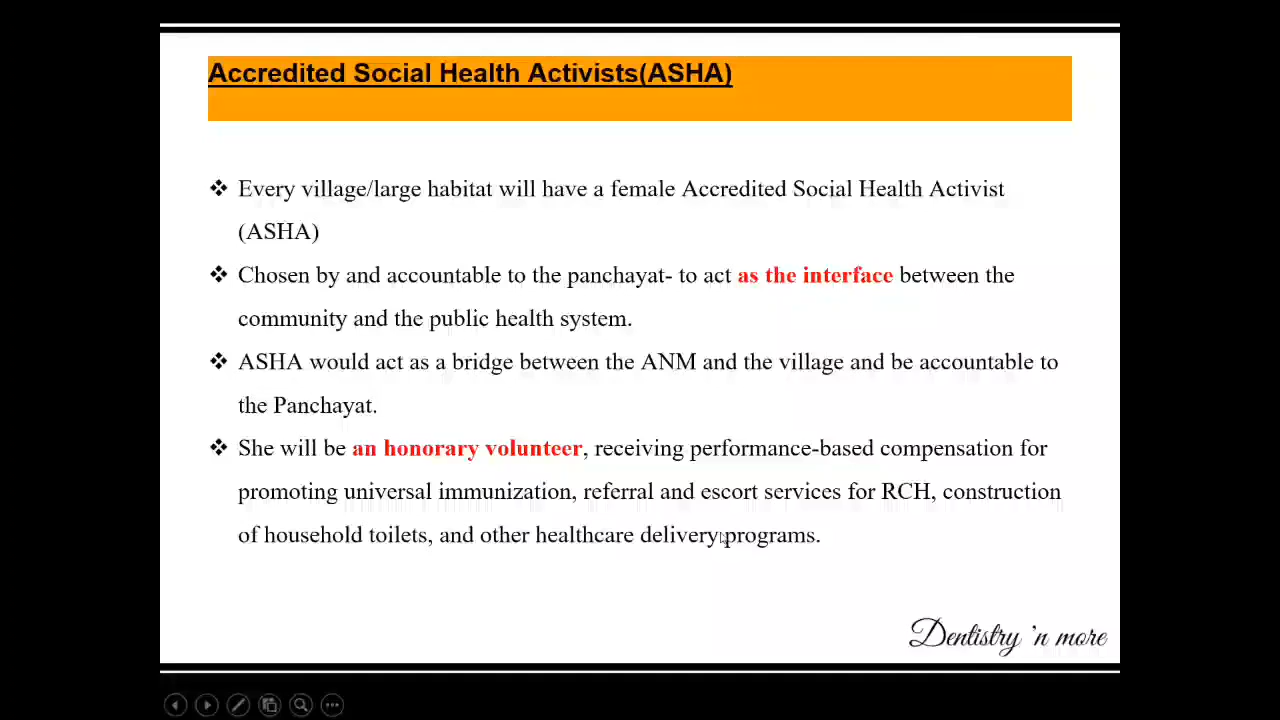 Accredited Social Health Activists(ASHA)
❖ Every village/large habitat will have a female Accredited Social Health Activist
(ASHA)
❖ Chosen by and accountable to the panchayat- to act as the interface between the
community and the public health system.
❖ ASHA would act as a bridge between the ANM and the village and be accountable to
the Panchayat.
❖ She will be an honorary volunteer, receiving performance-based compensation for
promoting universal immunization, referral and escort services for RCH, construction
of household toilets, and other healthcare delivery programs.
Dentistry 'n more